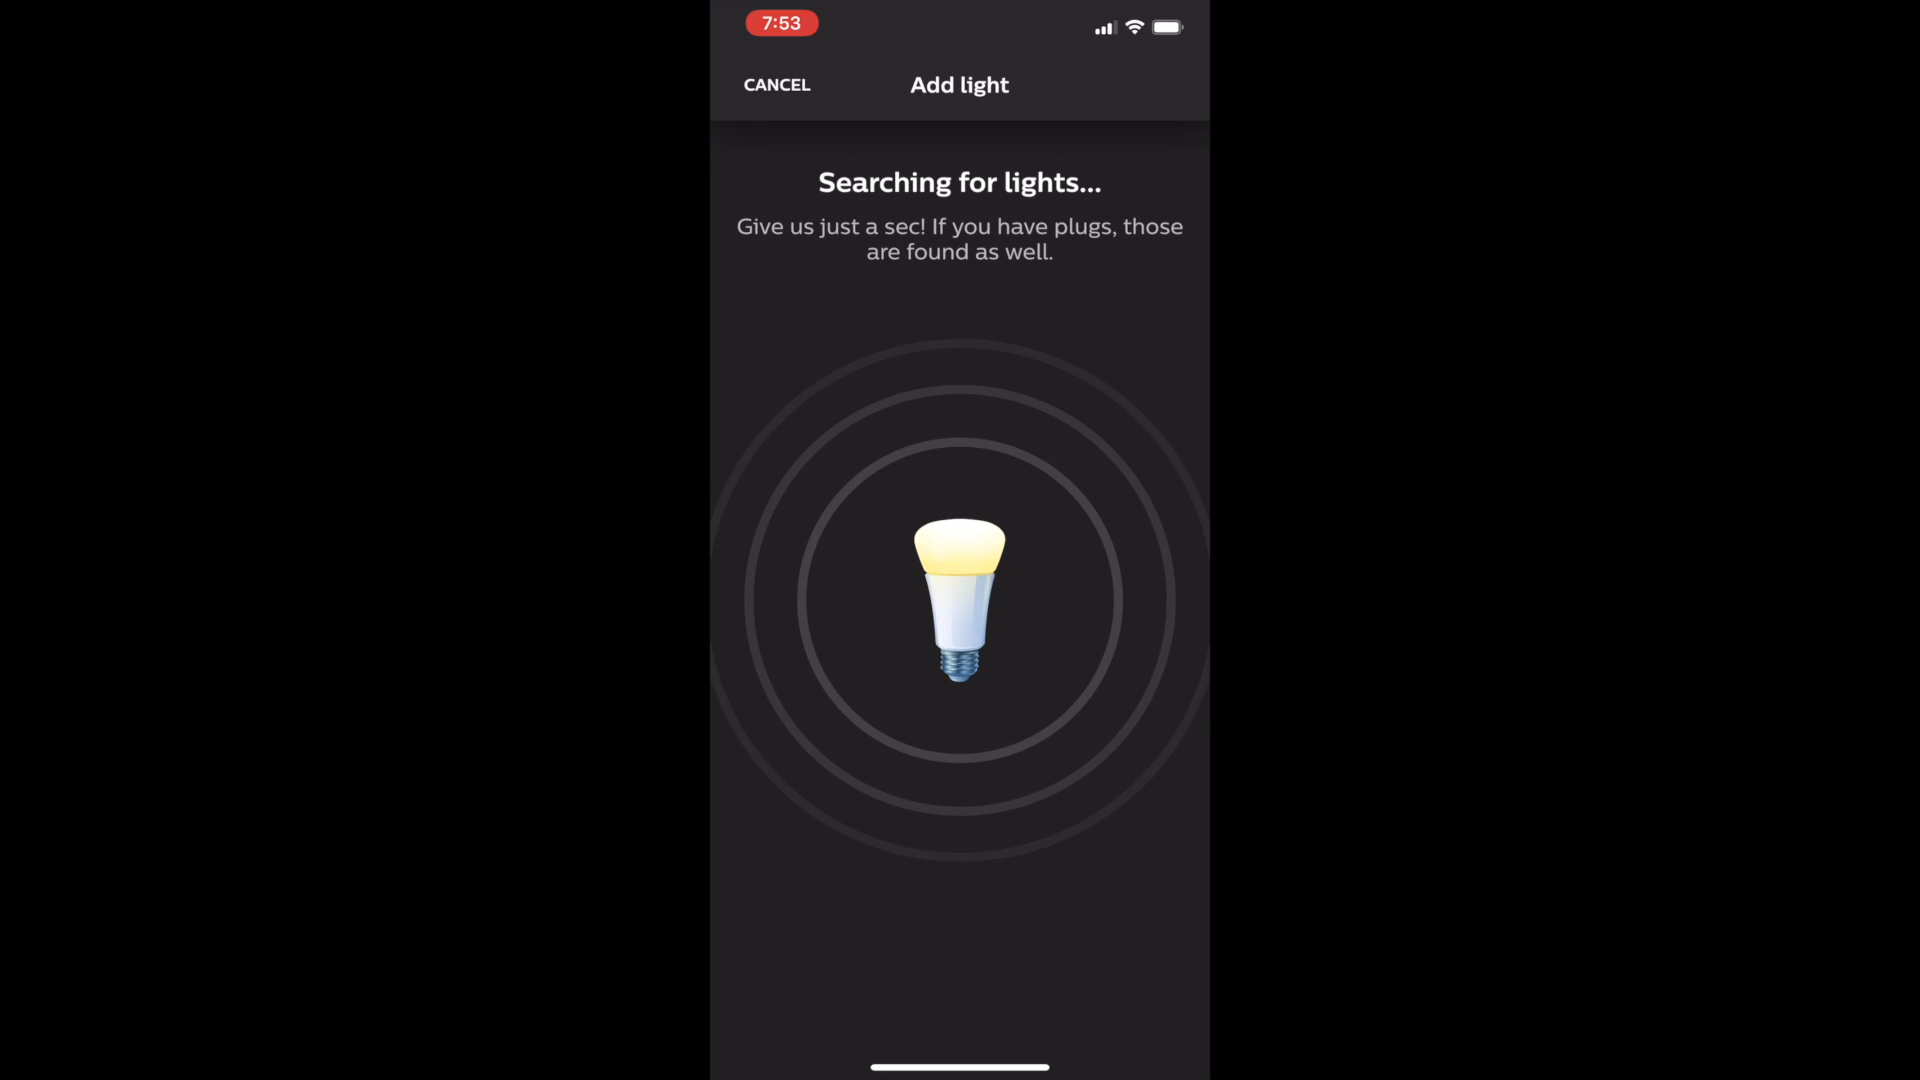 7:53
CANCEL
Add light
Searching for lights...
Give us just a sec! If you have plugs, those
are found as well.